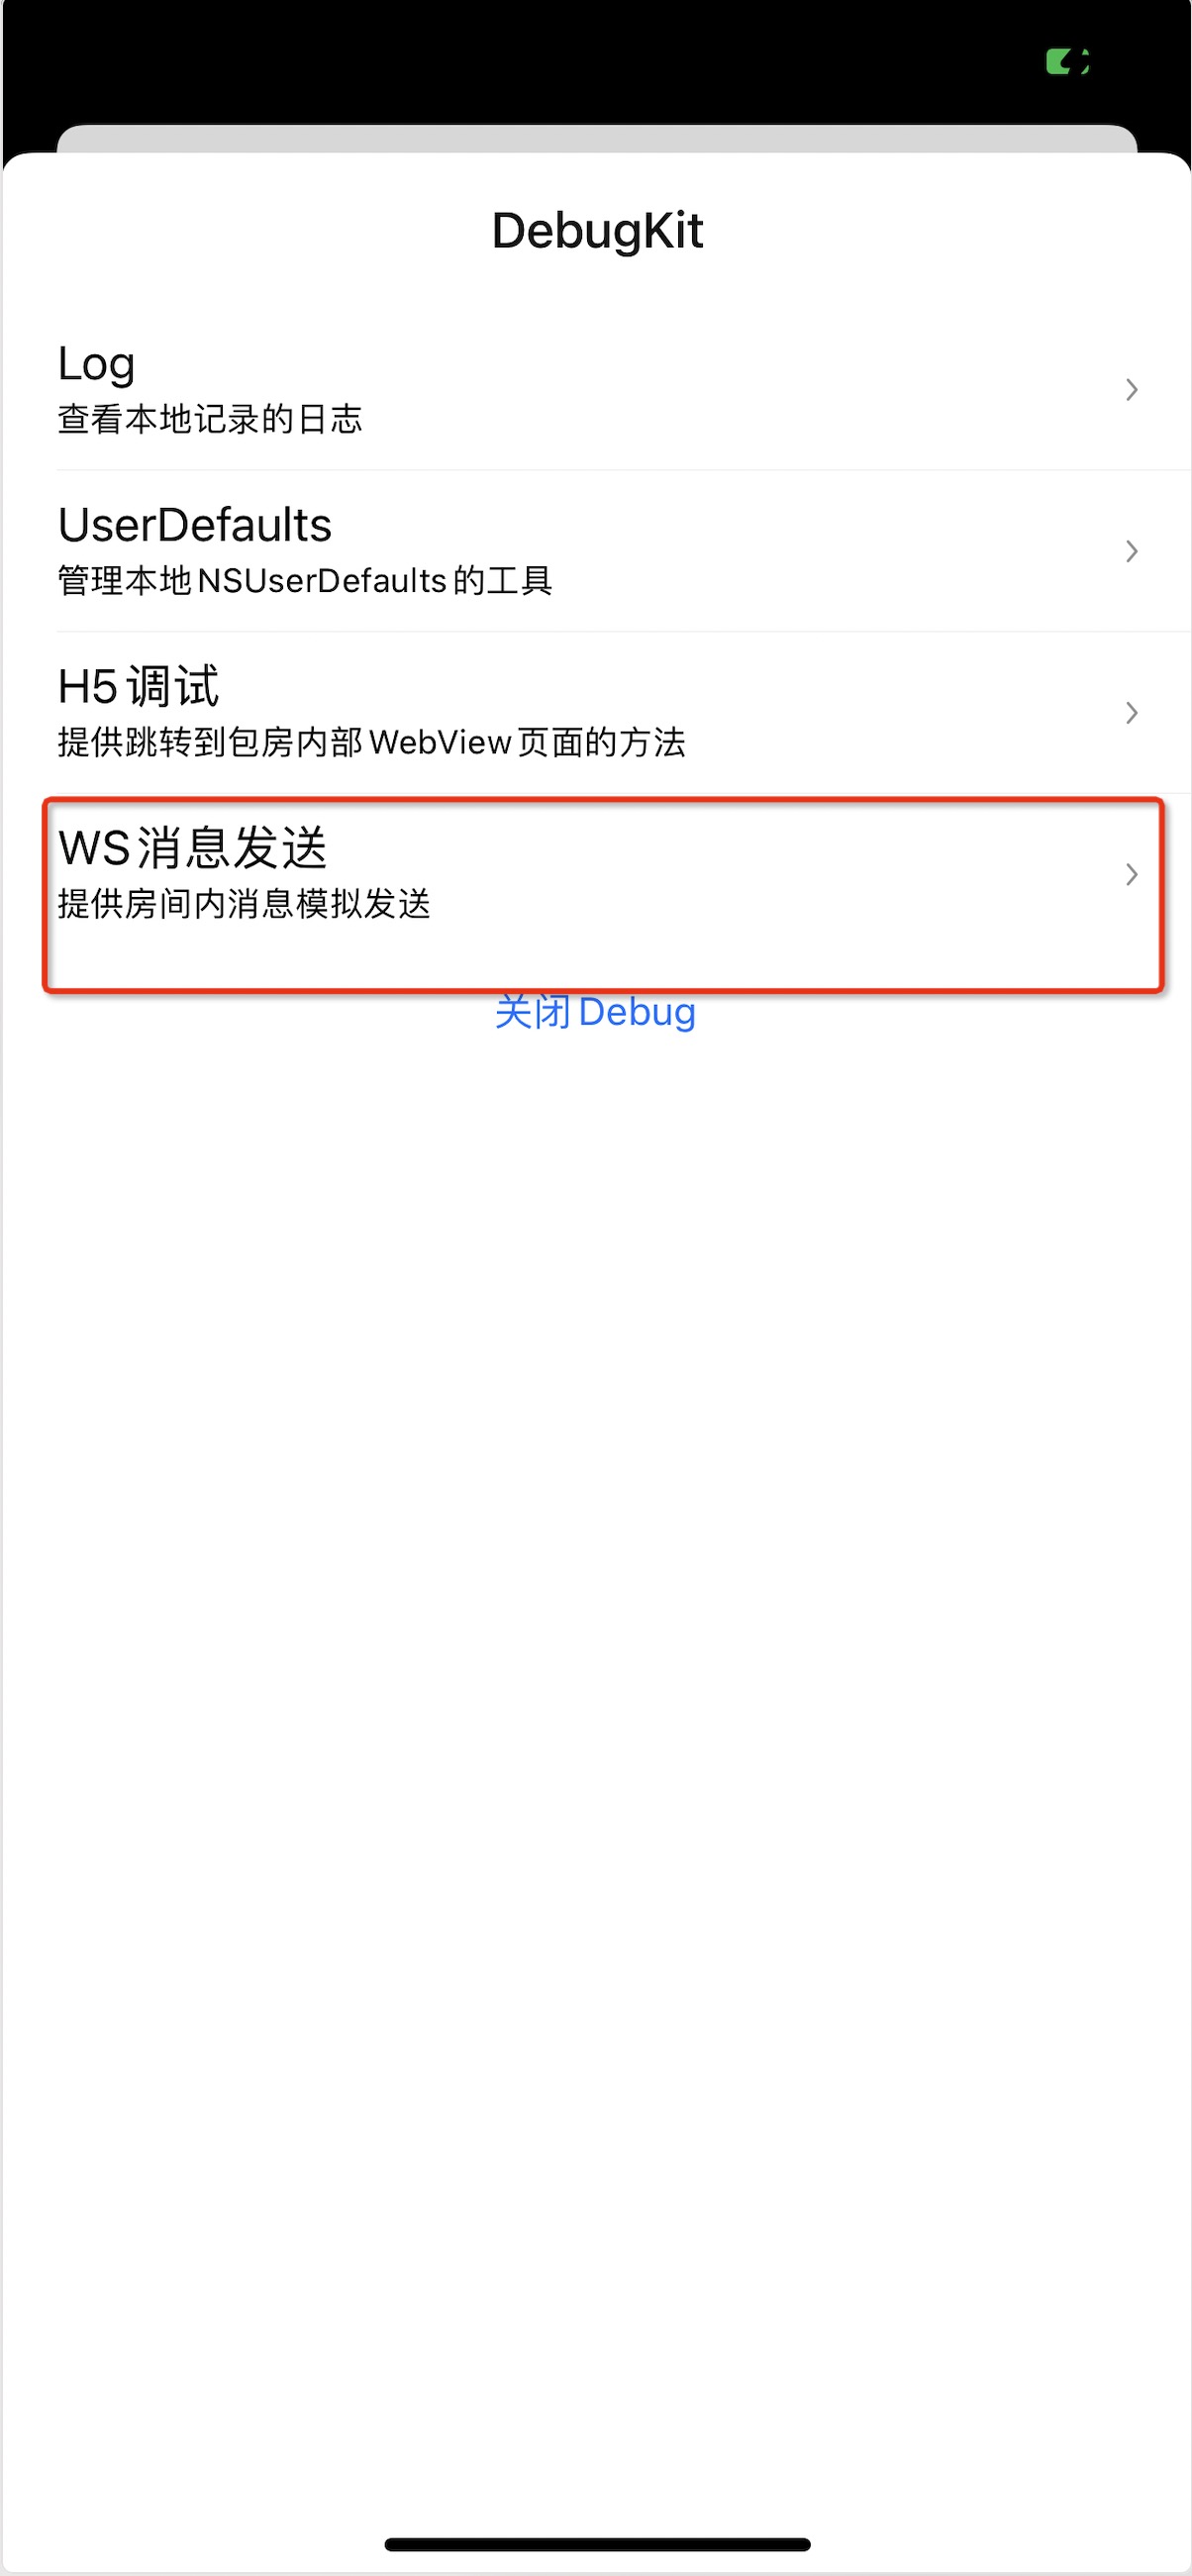 DebugKit
Log
查看本地记录的日志
UserDefaults
管理本地NSUserDefaults的工具
H5调试
提供跳转到包房内部WebView页面的方法
WS消息发送
提供房间内消息模拟发送
关闭Debug